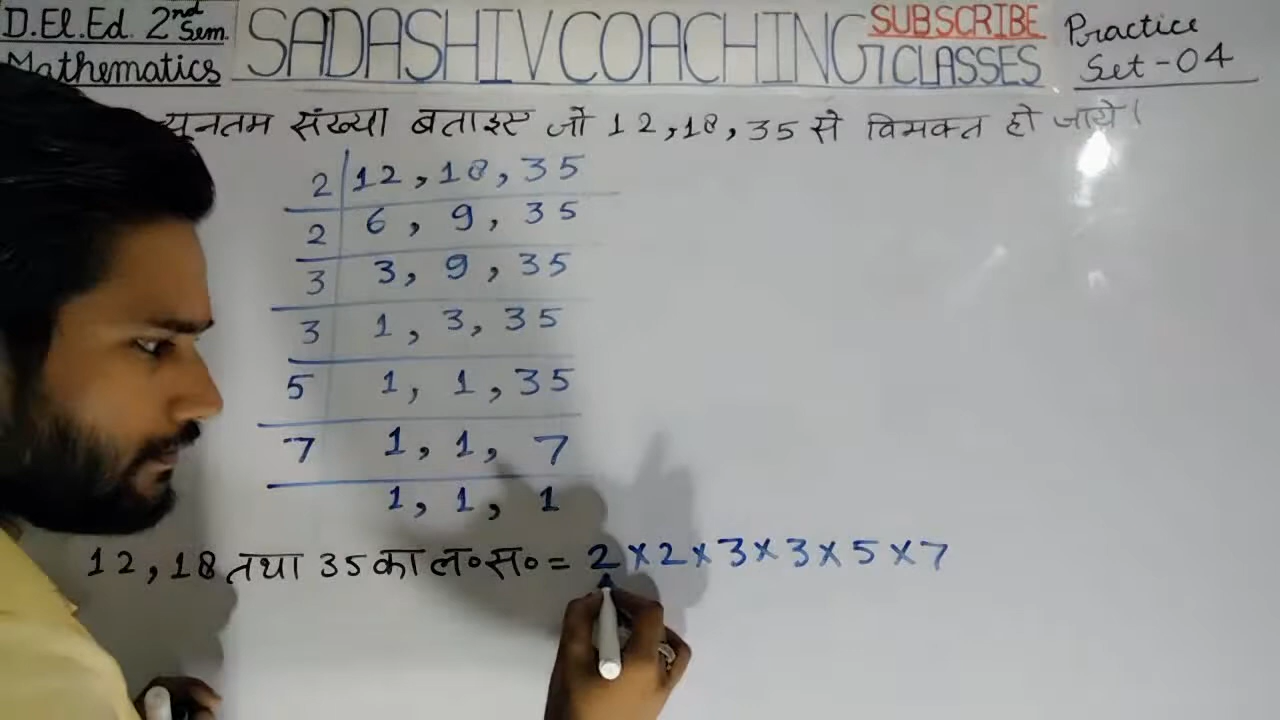 D.El.Ed. 2nd Sem.
Mathematics
SADASHIV COACHING CLASSES
SUBSCRIBE
Practice
Set-04
यूनतम संख्या बताइए जो 12,18,35 से विभक्त हो जाये।
2 12,18,35
2 6, 9, 35
3 3, 9, 35
3 1, 3, 35
5 1, 1, 35
7 1, 1, 7
1, 1, 1
12,18 तथा 35 का ल०स० = 2×2×3×3×5×7